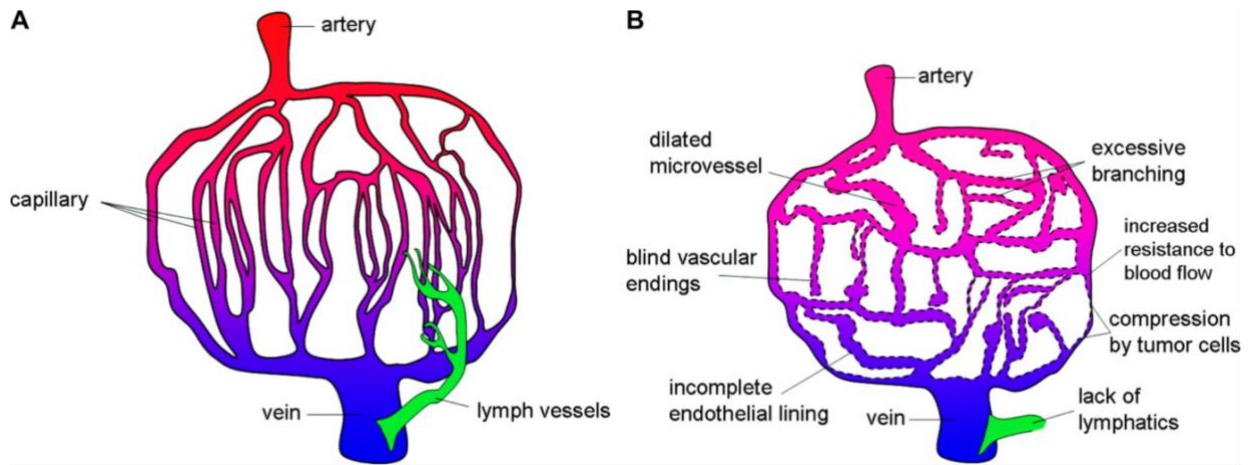 A
artery
capillary
vein
lymph vessels
B
artery
dilated
microvessel
excessive
branching
blind vascular
endings
increased
resistance to
blood flow
compression
by tumor cells
incomplete
endothelial lining
vein
lack of
lymphatics